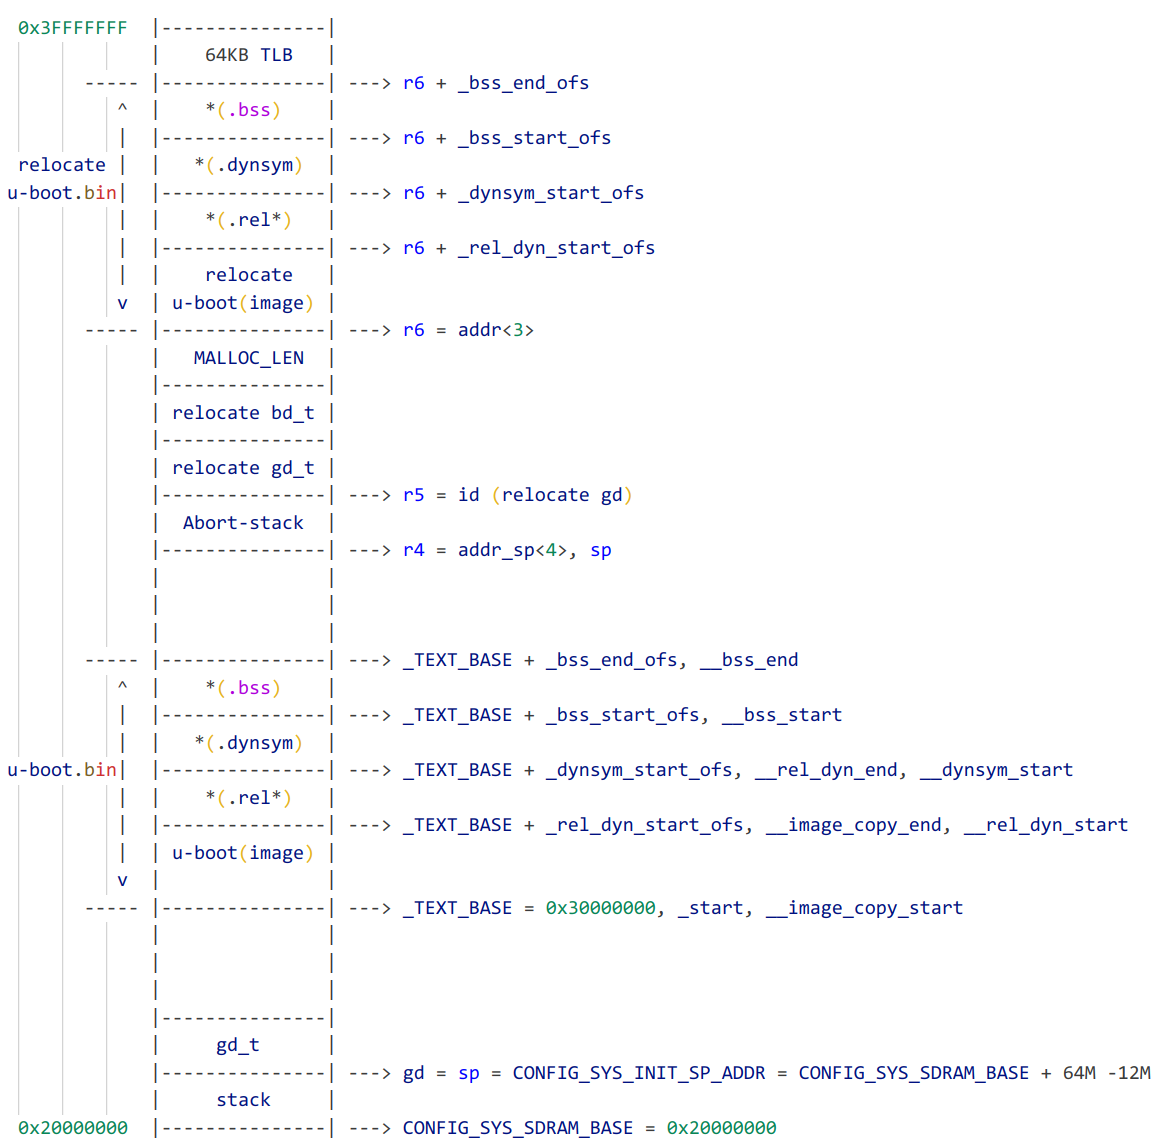 0x3FFFFFFF |---------------|
| 64KB TLB |
----- |---------------| ---> r6 + _bss_end_ofs
^ | *(.bss) |
| |---------------| ---> r6 + _bss_start_ofs
relocate | | *(.dynsym) |
u-boot.bin| |---------------| ---> r6 + _dynsym_start_ofs
| | *(.rel*) |
| |---------------| ---> r6 + _rel_dyn_start_ofs
| | relocate |
v | u-boot(image) |
----- |---------------| ---> r6 = addr<3>
| MALLOC_LEN |
|---------------|
| relocate bd_t |
|---------------|
| relocate gd_t |
|---------------| ---> r5 = id (relocate gd)
| Abort-stack |
|---------------| ---> r4 = addr_sp<4>, sp
| |
| |
| |
----- |---------------| ---> _TEXT_BASE + _bss_end_ofs, __bss_end
^ | *(.bss) |
| |---------------| ---> _TEXT_BASE + _bss_start_ofs, __bss_start
| | *(.dynsym) |
u-boot.bin| |---------------| ---> _TEXT_BASE + _dynsym_start_ofs, __rel_dyn_end, __dynsym_start
| | *(.rel*) |
| |---------------| ---> _TEXT_BASE + _rel_dyn_start_ofs, __image_copy_end, __rel_dyn_start
| | u-boot(image) |
v | |
----- |---------------| ---> _TEXT_BASE = 0x30000000, _start, __image_copy_start
| |
| |
| |
|---------------|
| gd_t |
|---------------| ---> gd = sp = CONFIG_SYS_INIT_SP_ADDR = CONFIG_SYS_SDRAM_BASE + 64M -12M
| stack |
0x20000000 |---------------| ---> CONFIG_SYS_SDRAM_BASE = 0x20000000